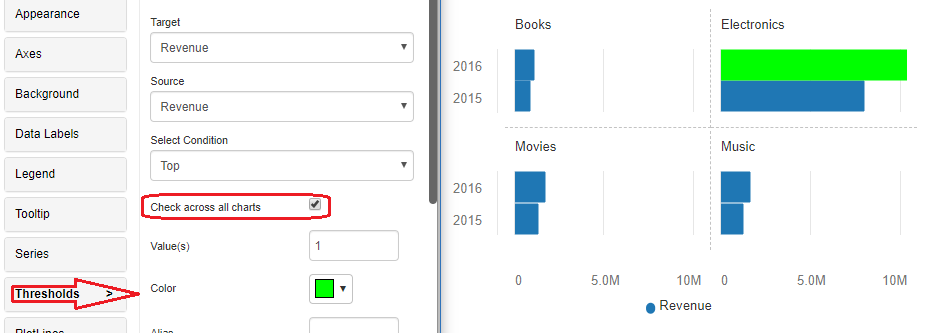 Appearance
Axes
Background
Data Labels
Legend
Tooltip
Series
Thresholds >
PlotLines
Target
Revenue
Source
Revenue
Select Condition
Top
Check across all charts
Value(s)
1
Color
Alias
Books
Electronics
2016
2015
Movies
Music
2016
2015
0 5.0M 10M 0 5.0M 10M
Revenue